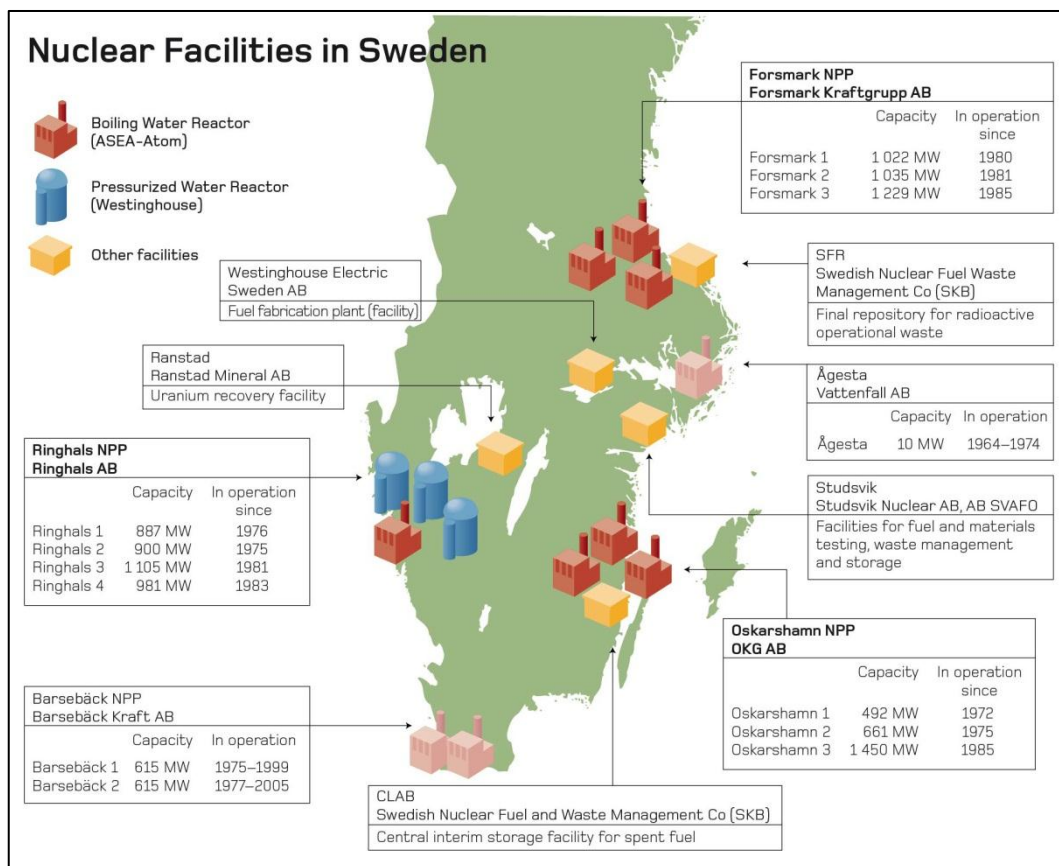 Nuclear Facilities in Sweden
Boiling Water Reactor
(ASEA-Atom)
Pressurized Water Reactor
(Westinghouse)
Other facilities
Westinghouse Electric
Sweden AB
Fuel fabrication plant (facility)
Ranstad
Ranstad Mineral AB
Uranium recovery facility
Ringhals NPP
Ringhals AB
Capacity In operation
since
Ringhals 1 887 MW 1976
Ringhals 2 900 MW 1975
Ringhals 3 1 105 MW 1981
Ringhals 4 981 MW 1983
Barsebäck NPP
Barsebäck Kraft AB
Capacity In operation
Barsebäck 1 615 MW 1975–1999
Barsebäck 2 615 MW 1977–2005
Forsmark NPP
Forsmark Kraftgrupp AB
Capacity In operation
since
Forsmark 1 1 022 MW 1980
Forsmark 2 1 035 MW 1981
Forsmark 3 1 229 MW 1985
SFR
Swedish Nuclear Fuel Waste
Management Co (SKB)
Final repository for radioactive
operational waste
Ågesta
Vattenfall AB
Capacity In operation
Ågesta 10 MW 1964–1974
Studsvik
Studsvik Nuclear AB, AB SVAFO
Facilities for fuel and materials
testing, waste management
and storage
Oskarshamn NPP
OKG AB
Capacity In operation
since
Oskarshamn 1 492 MW 1972
Oskarshamn 2 661 MW 1975
Oskarshamn 3 1 450 MW 1985
CLAB
Swedish Nuclear Fuel and Waste Management Co (SKB)
Central interim storage facility for spent fuel